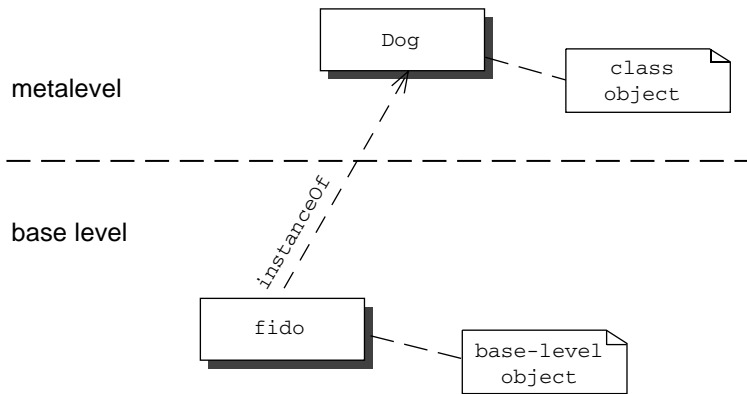 Dog
class
object
metalevel
instanceOf
base level
fido
base-level
object